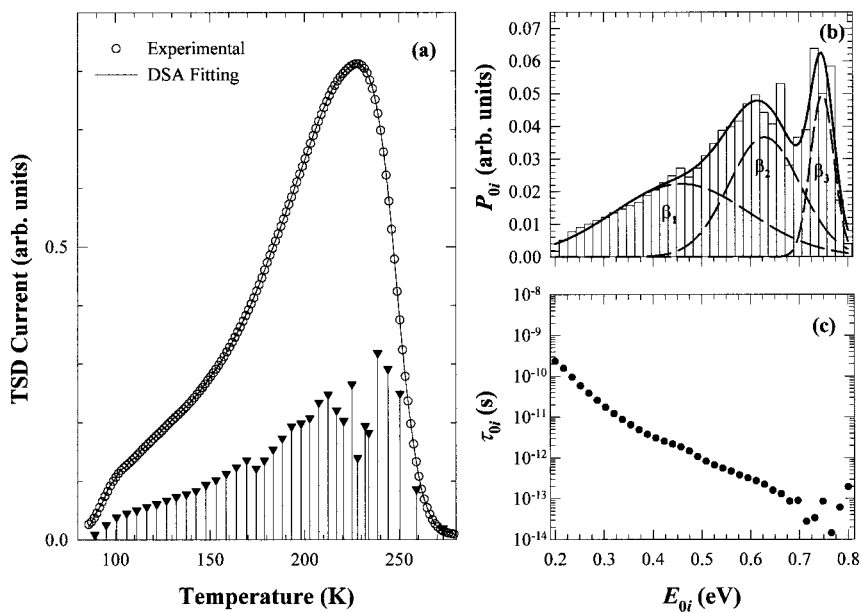 (a)
Experimental
DSA Fitting
TSD Current (arb. units)
0.5
0.0
100
150
200
250
Temperature (K)
(b)
P0i (arb. units)
0.07
0.06
0.05
0.04
0.03
0.02
0.01
0.00
β1
β2
β3
(c)
τ0i (s)
10-8
10-9
10-10
10-11
10-12
10-13
10-14
0.2
0.3
0.4
0.5
0.6
0.7
0.8
E0i (eV)